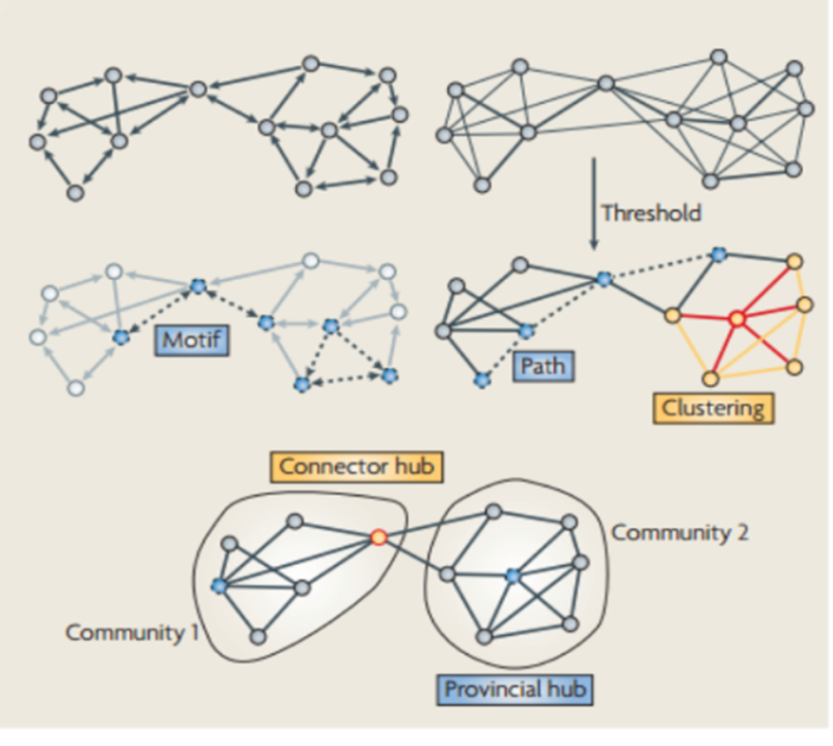 Threshold
Motif
Path
Clustering
Connector hub
Community 2
Community 1
Provincial hub